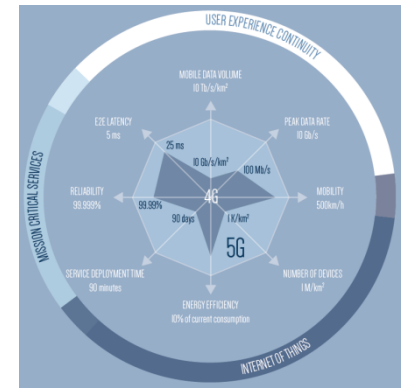 USER EXPERIENCE CONTINUITY
MOBILE DATA VOLUME
10 Tb/s/km²
E2E LATENCY
5 ms
PEAK DATA RATE
10 Gb/s
25 ms
10 Gb/s/km²
100 Mb/s
RELIABILITY
99.999%
99.99%
4G
MOBILITY
500km/h
90 days
1 K/km²
5G
SERVICE DEPLOYMENT TIME
90 minutes
NUMBER OF DEVICES
1 M/km²
ENERGY EFFICIENCY
10% of current consumption
MISSION CRITICAL SERVICES
INTERNET OF THINGS